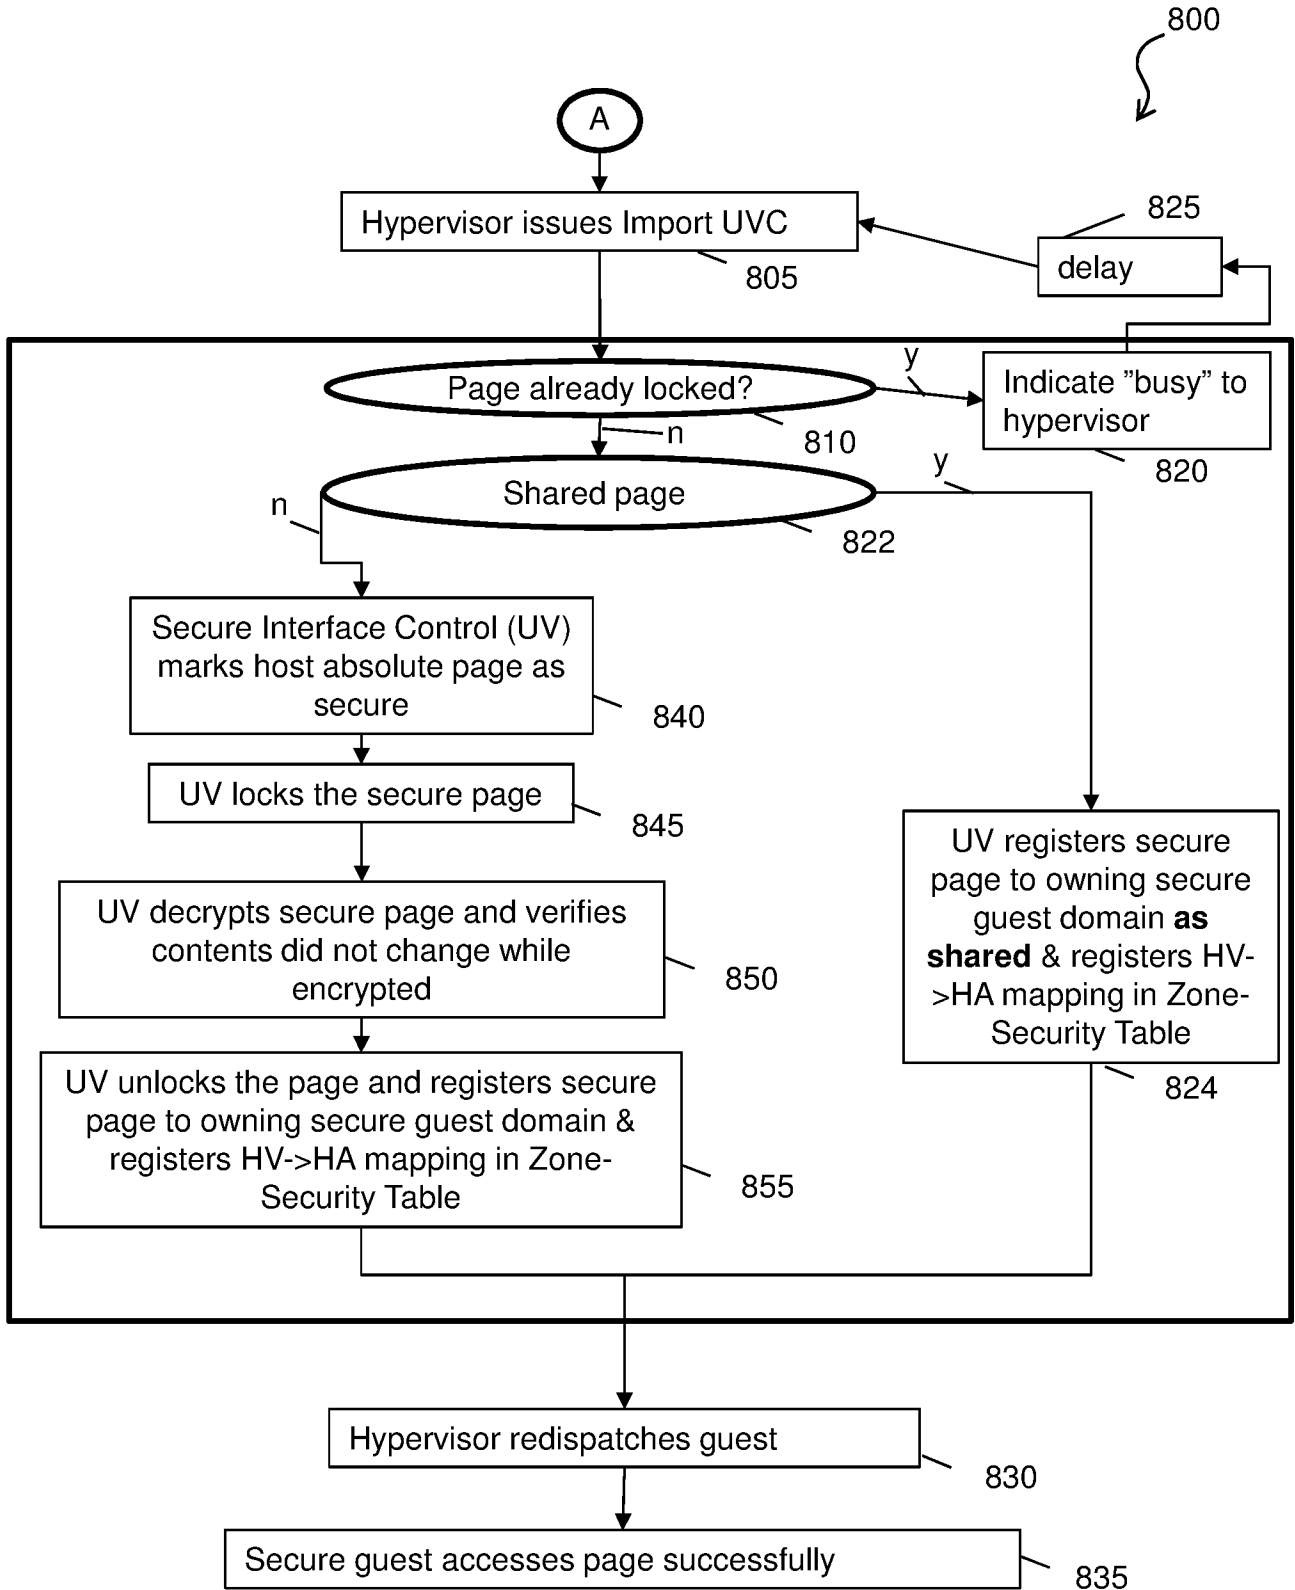 800
A
Hypervisor issues Import UVC
805
825
delay
Page already locked?
810
y
n
Indicate ”busy” to
hypervisor
820
Shared page
822
y
n
Secure Interface Control (UV)
marks host absolute page as
secure
840
UV locks the secure page
845
UV decrypts secure page and verifies
contents did not change while
encrypted
850
UV unlocks the page and registers secure
page to owning secure guest domain &
registers HV->HA mapping in Zone-
Security Table
855
UV registers secure
page to owning secure
guest domain as
shared & registers HV-
>HA mapping in Zone-
Security Table
824
Hypervisor redispatches guest
830
Secure guest accesses page successfully
835